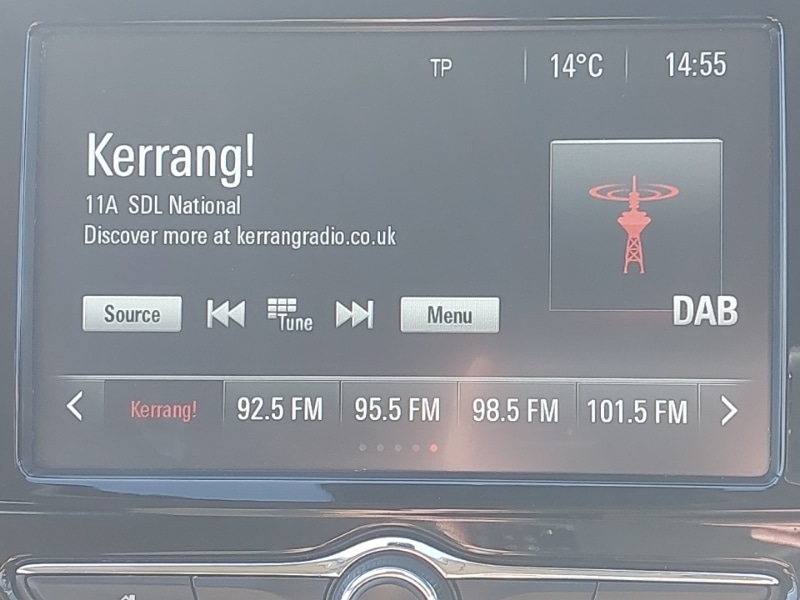 TP 14°C 14:55
Kerrang!
11A SDL National
Discover more at kerrangradio.co.uk
DAB
Source Tune Menu
Kerrang! 92.5 FM 95.5 FM 98.5 FM 101.5 FM